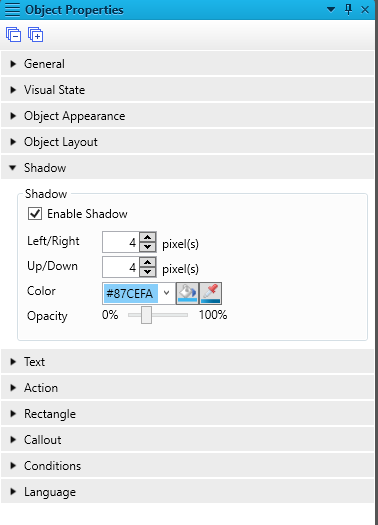 Object Properties
General
Visual State
Object Appearance
Object Layout
Shadow
Shadow
Enable Shadow
Left/Right 4 pixel(s)
Up/Down 4 pixel(s)
Color #87CEFA
Opacity 0% 100%
Text
Action
Rectangle
Callout
Conditions
Language